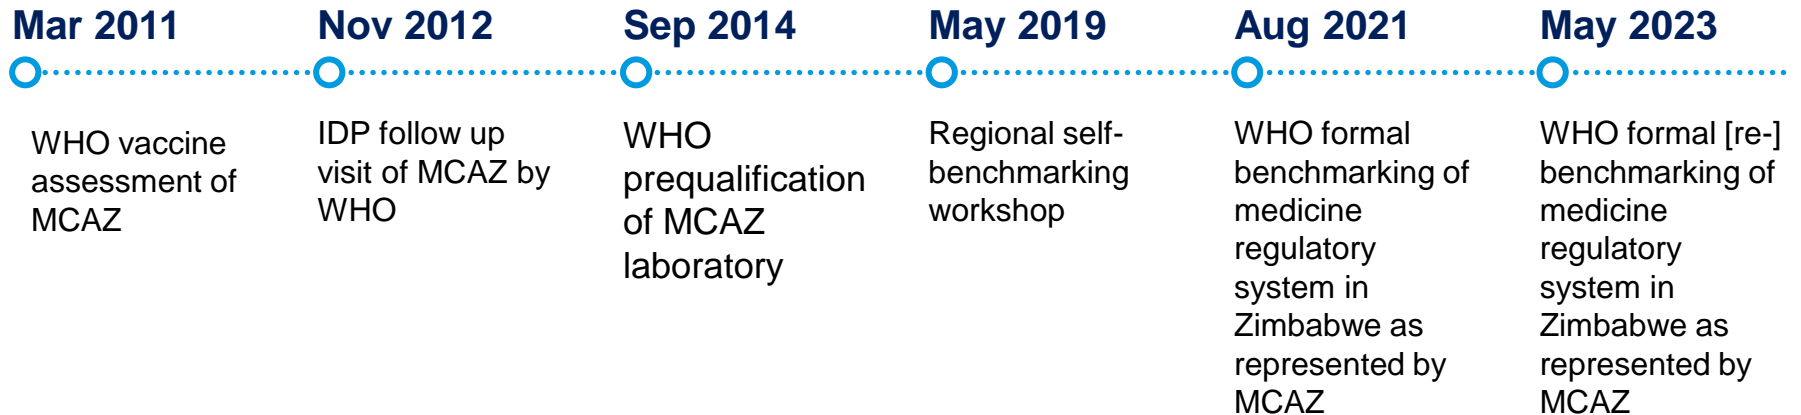 Mar 2011
WHO vaccine
assessment of
MCAZ
Nov 2012
IDP follow up
visit of MCAZ by
WHO
Sep 2014
WHO
prequalification
of MCAZ
laboratory
May 2019
Regional self-
benchmarking
workshop
Aug 2021
WHO formal
benchmarking of
medicine
regulatory
system in
Zimbabwe as
represented by
MCAZ
May 2023
WHO formal [re-]
benchmarking of
medicine
regulatory
system in
Zimbabwe as
represented by
MCAZ